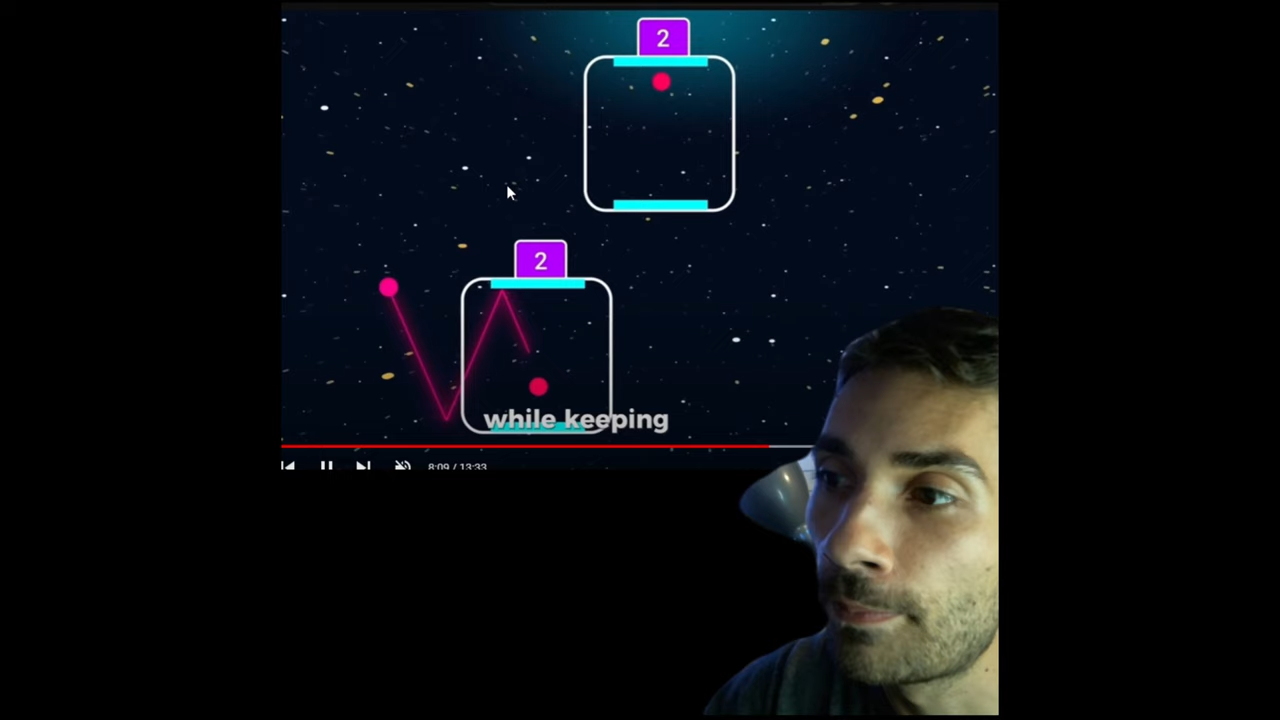 2
2
while keeping
8:09 / 13:33